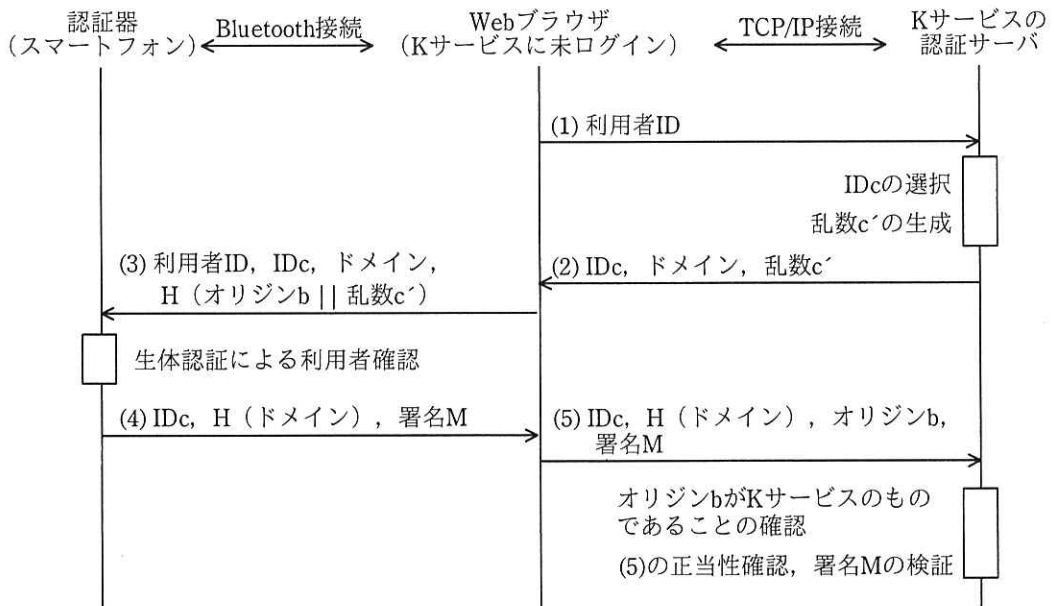 認証器
(スマートフォン)
Bluetooth接続
Webブラウザ
(Kサービスに未ログイン)
TCP/IP接続
Kサービスの
認証サーバ
(1) 利用者ID
IDcの選択
乱数c´の生成
(2) IDc, ドメイン, 乱数c´
(3) 利用者ID, IDc, ドメイン,
H(オリジンb || 乱数c´)
生体認証による利用者確認
(4) IDc, H(ドメイン), 署名M
(5) IDc, H(ドメイン), オリジンb,
署名M
オリジンbがKサービスのもの
であることの確認
(5)の正当性確認, 署名Mの検証